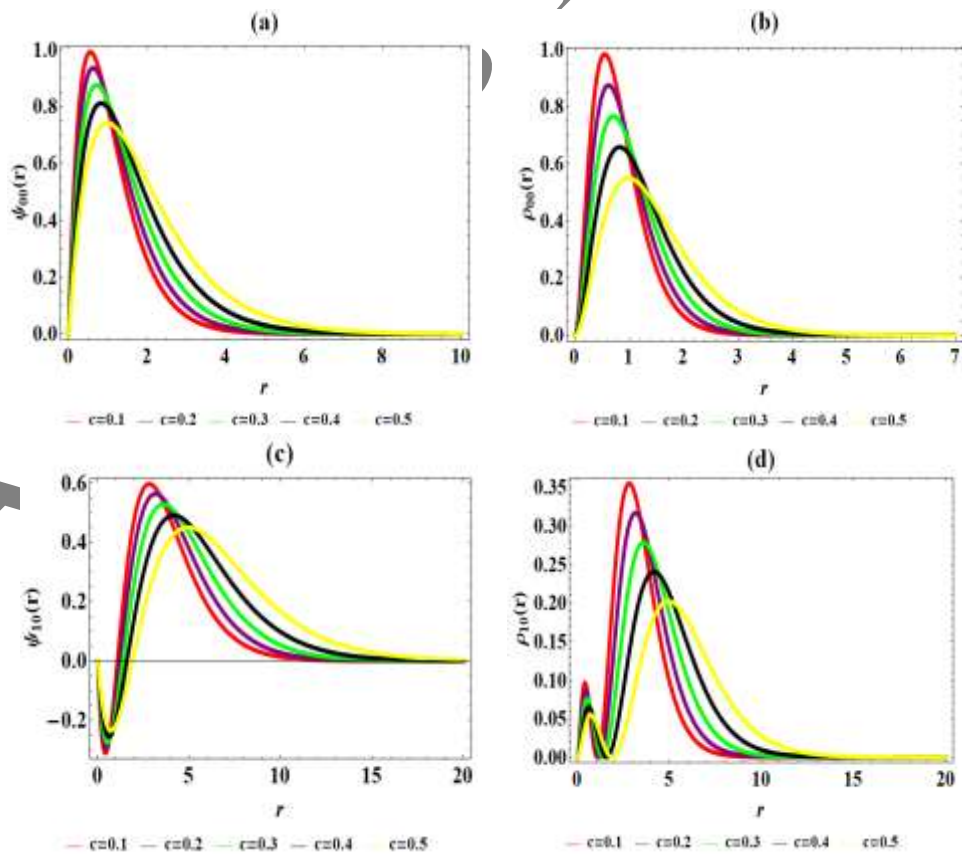 (a)
1.0
0.8
0.6
0.4
0.2
0.0
ψ₀₀(r)
0 2 4 6 8 10
r
c=0.1 c=0.2 c=0.3 c=0.4 c=0.5
(b)
1.0
0.8
0.6
0.4
0.2
0.0
ρ₀₀(r)
0 1 2 3 4 5 6 7
r
c=0.1 c=0.2 c=0.3 c=0.4 c=0.5
(c)
0.6
0.4
0.2
0.0
−0.2
ψ₁₀(r)
0 5 10 15 20
r
c=0.1 c=0.2 c=0.3 c=0.4 c=0.5
(d)
0.35
0.30
0.25
0.20
0.15
0.10
0.05
0.00
ρ₁₀(r)
0 5 10 15 20
r
c=0.1 c=0.2 c=0.3 c=0.4 c=0.5